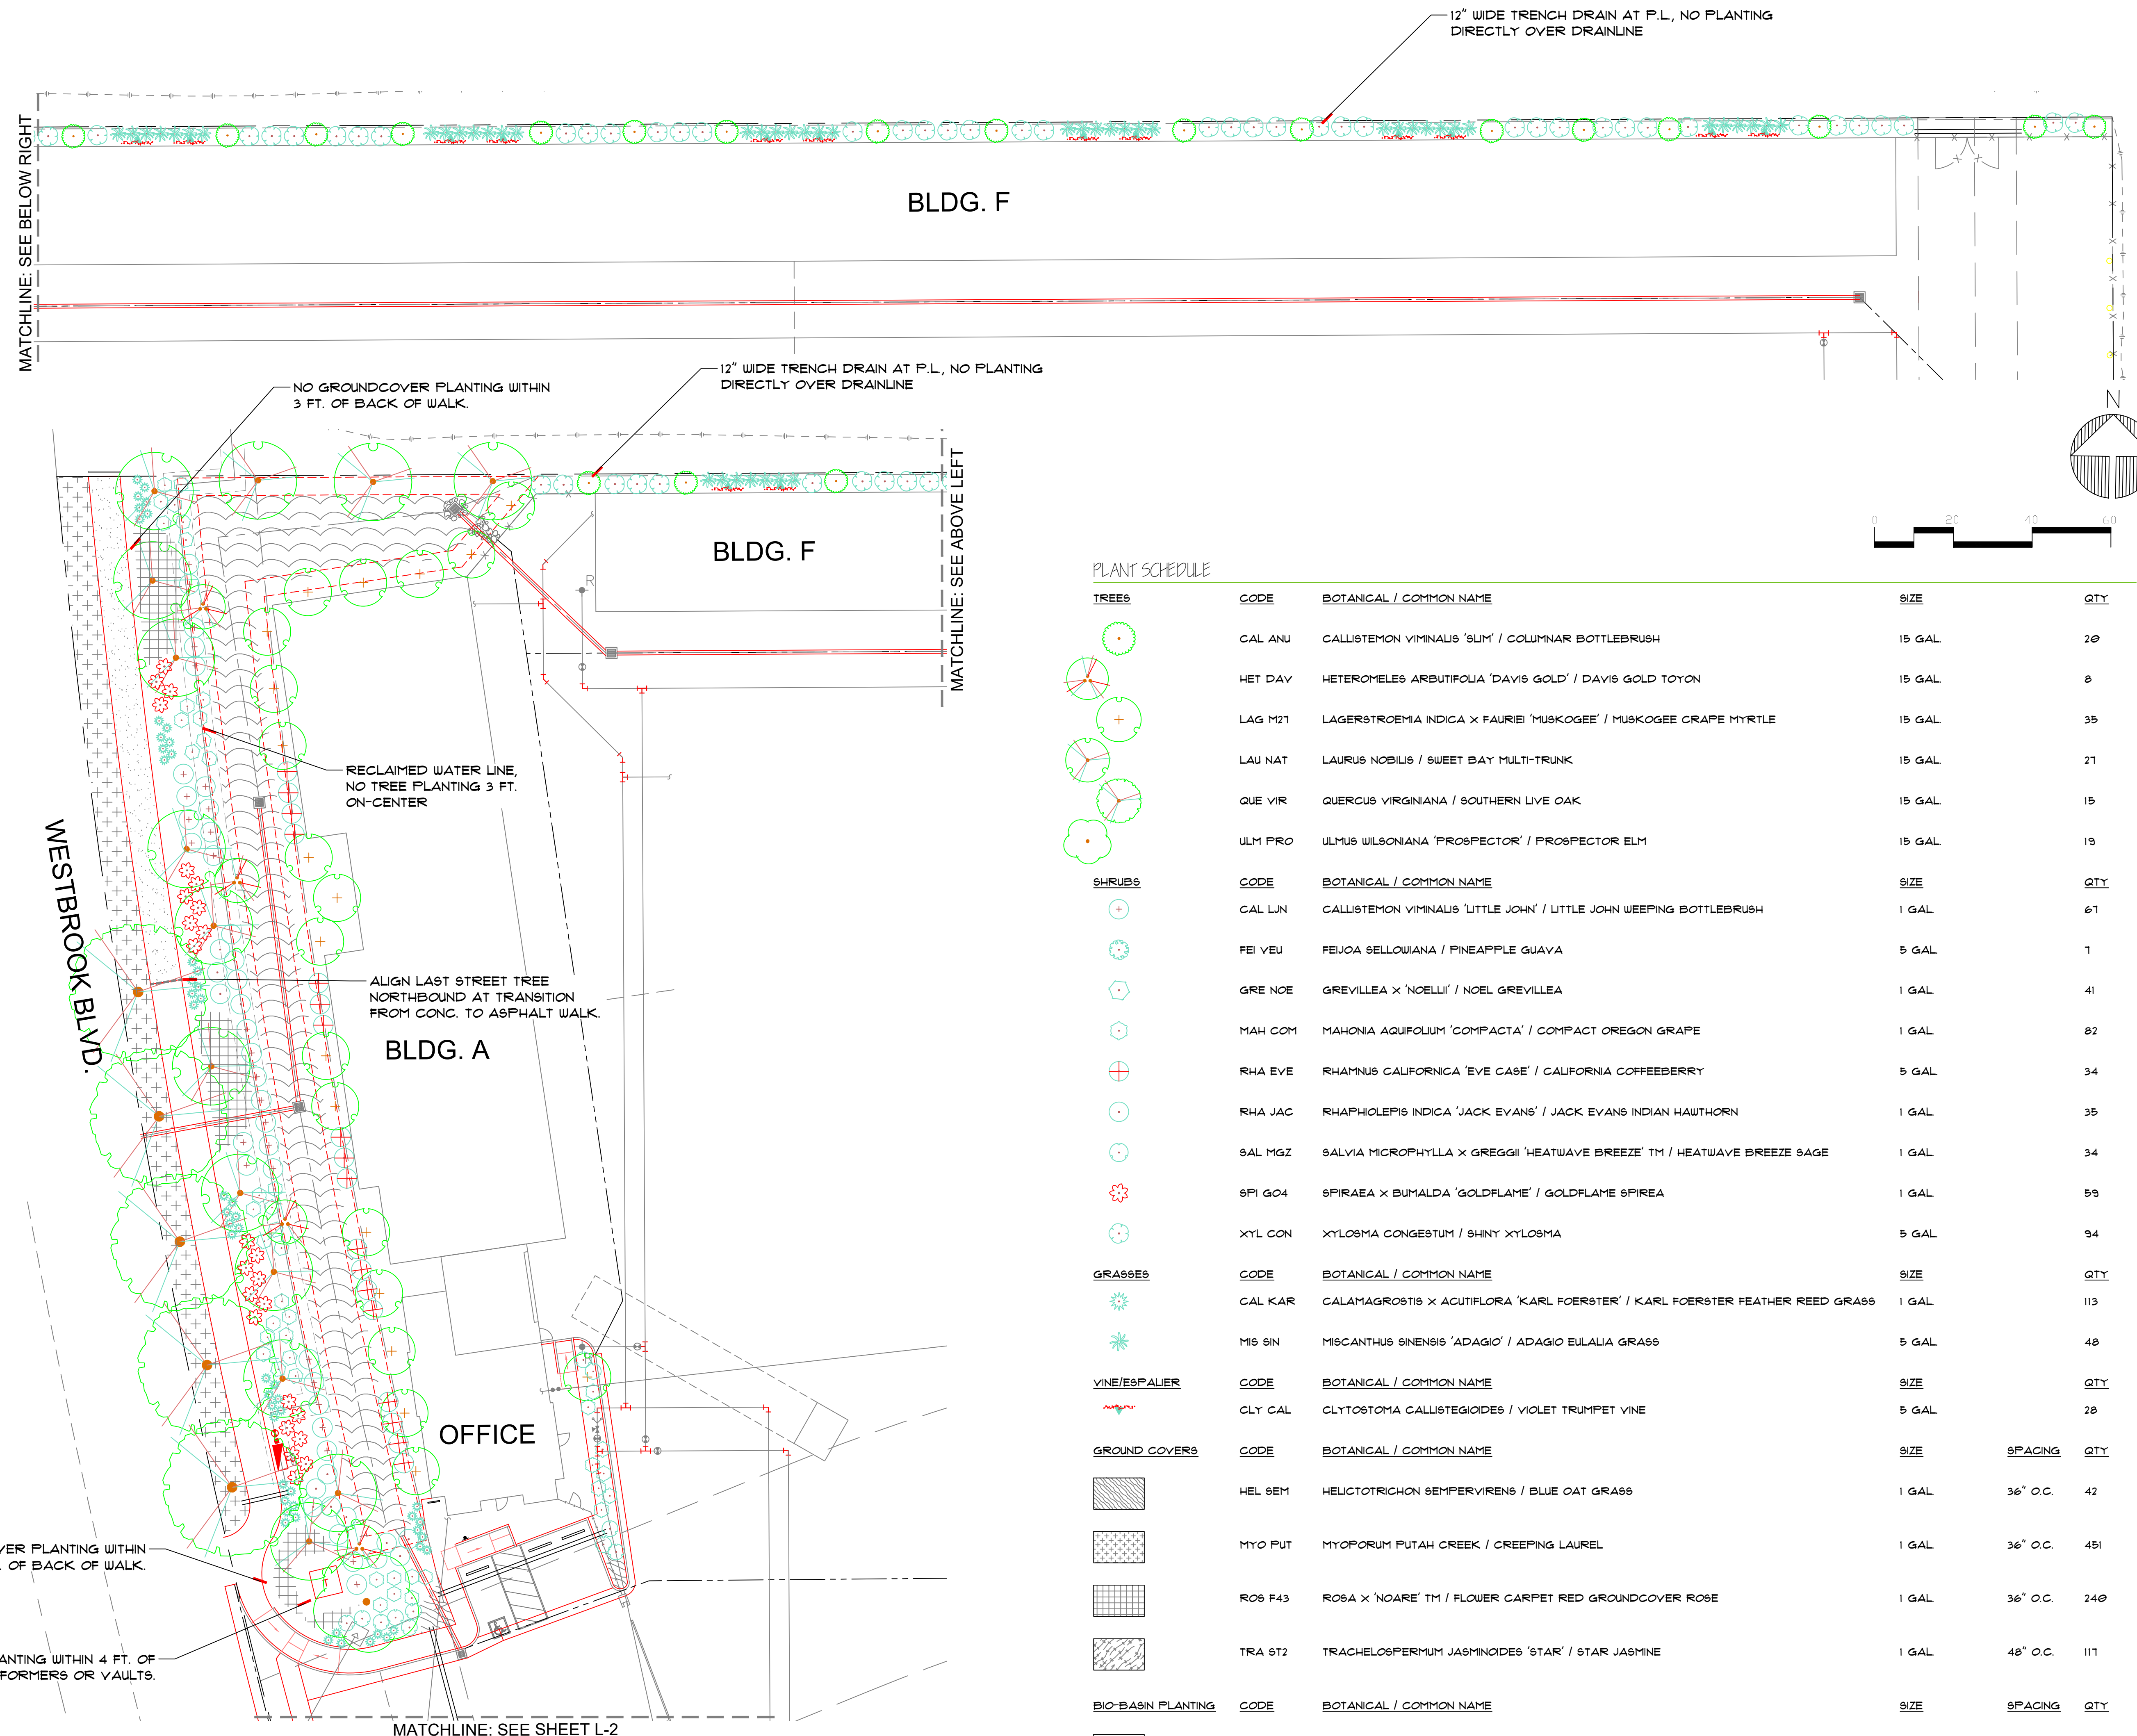 12" WIDE TRENCH DRAIN AT P.L., NO PLANTING
DIRECTLY OVER DRAINLINE
MATCHLINE: SEE BELOW RIGHT
BLDG. F
12" WIDE TRENCH DRAIN AT P.L., NO PLANTING
DIRECTLY OVER DRAINLINE
NO GROUNDCOVER PLANTING WITHIN
3 FT. OF BACK OF WALK.
N
MATCHLINE: SEE ABOVE LEFT
0 20 40 60
BLDG. F
R
RECLAIMED WATER LINE,
NO TREE PLANTING 3 FT.
ON-CENTER
WESTBROOK BLVD.
ALIGN LAST STREET TREE
NORTHBOUND AT TRANSITION
FROM CONC. TO ASPHALT WALK.
BLDG. A
OFFICE
VER PLANTING WITHIN
OF BACK OF WALK.
ANTING WITHIN 4 FT. OF
FORMERS OR VAULTS.
MATCHLINE: SEE SHEET L-2
PLANT SCHEDULE
TREES CODE BOTANICAL / COMMON NAME SIZE QTY
CAL ANU CALLISTEMON VIMINALIS 'SLIM' / COLUMNAR BOTTLEBRUSH 15 GAL. 20
HET DAV HETEROMELES ARBUTIFOLIA 'DAVIS GOLD' / DAVIS GOLD TOYON 15 GAL. 8
LAG M27 LAGERSTROEMIA INDICA X FAURIEI 'MUSKOGEE' / MUSKOGEE CRAPE MYRTLE 15 GAL. 35
LAU NAT LAURUS NOBILIS / SWEET BAY MULTI-TRUNK 15 GAL. 27
QUE VIR QUERCUS VIRGINIANA / SOUTHERN LIVE OAK 15 GAL. 15
ULM PRO ULMUS WILSONIANA 'PROSPECTOR' / PROSPECTOR ELM 15 GAL. 19
SHRUBS CODE BOTANICAL / COMMON NAME SIZE QTY
CAL LJN CALLISTEMON VIMINALIS 'LITTLE JOHN' / LITTLE JOHN WEEPING BOTTLEBRUSH 1 GAL. 67
FEI VEU FEIJOA SELLOWIANA / PINEAPPLE GUAVA 5 GAL. 7
GRE NOE GREVILLEA X 'NOELLII' / NOEL GREVILLEA 1 GAL. 41
MAH COM MAHONIA AQUIFOLIUM 'COMPACTA' / COMPACT OREGON GRAPE 1 GAL. 82
RHA EVE RHAMNUS CALIFORNICA 'EVE CASE' / CALIFORNIA COFFEEBERRY 5 GAL. 34
RHA JAC RHAPHIOLEPIS INDICA 'JACK EVANS' / JACK EVANS INDIAN HAWTHORN 1 GAL. 35
SAL MGZ SALVIA MICROPHYLLA X GREGGII 'HEATWAVE BREEZE' TM / HEATWAVE BREEZE SAGE 1 GAL. 34
SPI G04 SPIRAEA X BUMALDA 'GOLDFLAME' / GOLDFLAME SPIREA 1 GAL. 59
XYL CON XYLOSMA CONGESTUM / SHINY XYLOSMA 5 GAL. 94
GRASSES CODE BOTANICAL / COMMON NAME SIZE QTY
CAL KAR CALAMAGROSTIS X ACUTIFLORA 'KARL FOERSTER' / KARL FOERSTER FEATHER REED GRASS 1 GAL. 113
MIS SIN MISCANTHUS SINENSIS 'ADAGIO' / ADAGIO EULALIA GRASS 5 GAL. 48
VINE/ESPALIER CODE BOTANICAL / COMMON NAME SIZE QTY
CLY CAL CLYTOSTOMA CALLISTEGIOIDES / VIOLET TRUMPET VINE 5 GAL. 28
GROUND COVERS CODE BOTANICAL / COMMON NAME SIZE SPACING QTY
HEL SEM HELICTOTRICHON SEMPERVIRENS / BLUE OAT GRASS 1 GAL. 36" O.C. 42
MYO PUT MYOPORUM PUTAH CREEK / CREEPING LAUREL 1 GAL. 36" O.C. 451
ROS F43 ROSA X 'NOARE' TM / FLOWER CARPET RED GROUNDCOVER ROSE 1 GAL. 36" O.C. 240
TRA ST2 TRACHELOSPERMUM JASMINOIDES 'STAR' / STAR JASMINE 1 GAL. 48" O.C. 117
BIO-BASIN PLANTING CODE BOTANICAL / COMMON NAME SIZE SPACING QTY